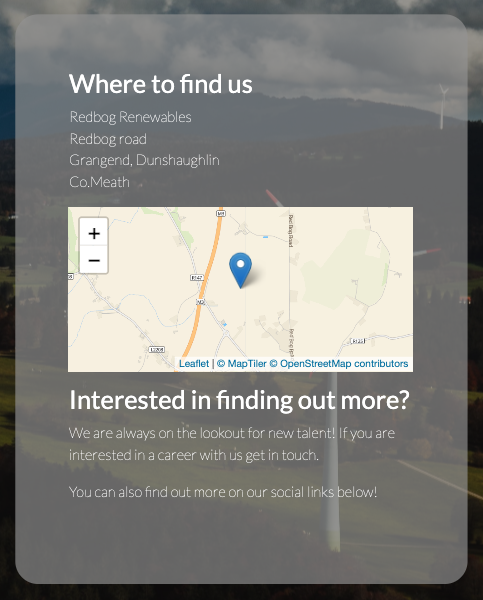 Where to find us
Redbog Renewables
Redbog road
Grangend, Dunshaughlin
Co.Meath
+
−
M3
Red Bog Road
R147
M3
L2208
R125
Leaflet | © MapTiler © OpenStreetMap contributors
Interested in finding out more?
We are always on the lookout for new talent! If you are
interested in a career with us get in touch.
You can also find out more on our social links below!